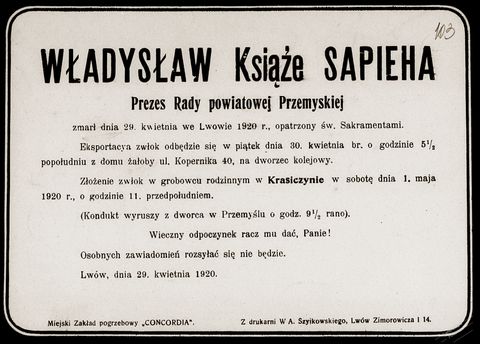 103
WŁADYSŁAW Książe SAPIEHA
Prezes Rady powiatowej Przemyskiej
zmarł dnia 29. kwietnia we Lwowie 1920 r., opatrzony św. Sakramentami.
Eksportacya zwłok odbędzie się w piątek dnia 30. kwietnia br. o godzinie 5½
popołudniu z domu żałoby ul. Kopernika 40, na dworzec kolejowy.
Złożenie zwłok w grobowcu rodzinnym w Krasiczynie w sobotę dnia 1. maja
1920 r., o godzinie 11. przedpołudniem.
(Kondukt wyruszy z dworca w Przemyślu o godz. 9½ rano).
Wieczny odpoczynek racz mu dać, Panie!
Osobnych zawiadomień rozsyłać się nie będzie.
Lwów, dnia 29. kwietnia 1920.
Miejski Zakład pogrzebowy „CONCORDIA".
Z drukarni W A. Szyikowskiego, Lwów Zimorowicza l 14.